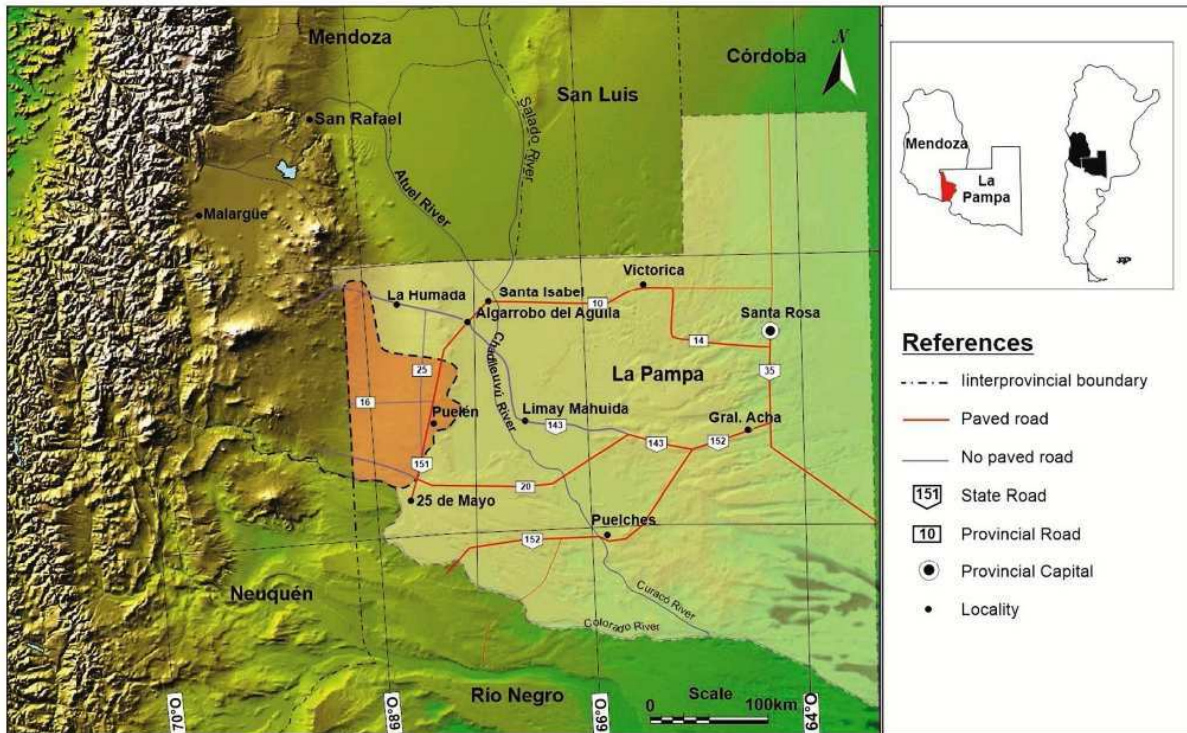 Mendoza
Córdoba
N
San Luis
San Rafael
Salado River
Atuel River
Malargüe
Victorica
La Humada
Santa Isabel
10
Santa Rosa
Algarrobo del Aguila
14
Chadileuvú River
25
La Pampa
35
16
Puelén
Limay Mahuida
Gral. Acha
143
143
152
151
20
25 de Mayo
Puelches
152
Neuquén
Curacó River
Colorado River
Río Negro
Scale
0
100km
70°O
68°O
66°O
64°O
Mendoza
La
Pampa
References
Iinterprovincial boundary
Paved road
No paved road
151
State Road
10
Provincial Road
Provincial Capital
Locality